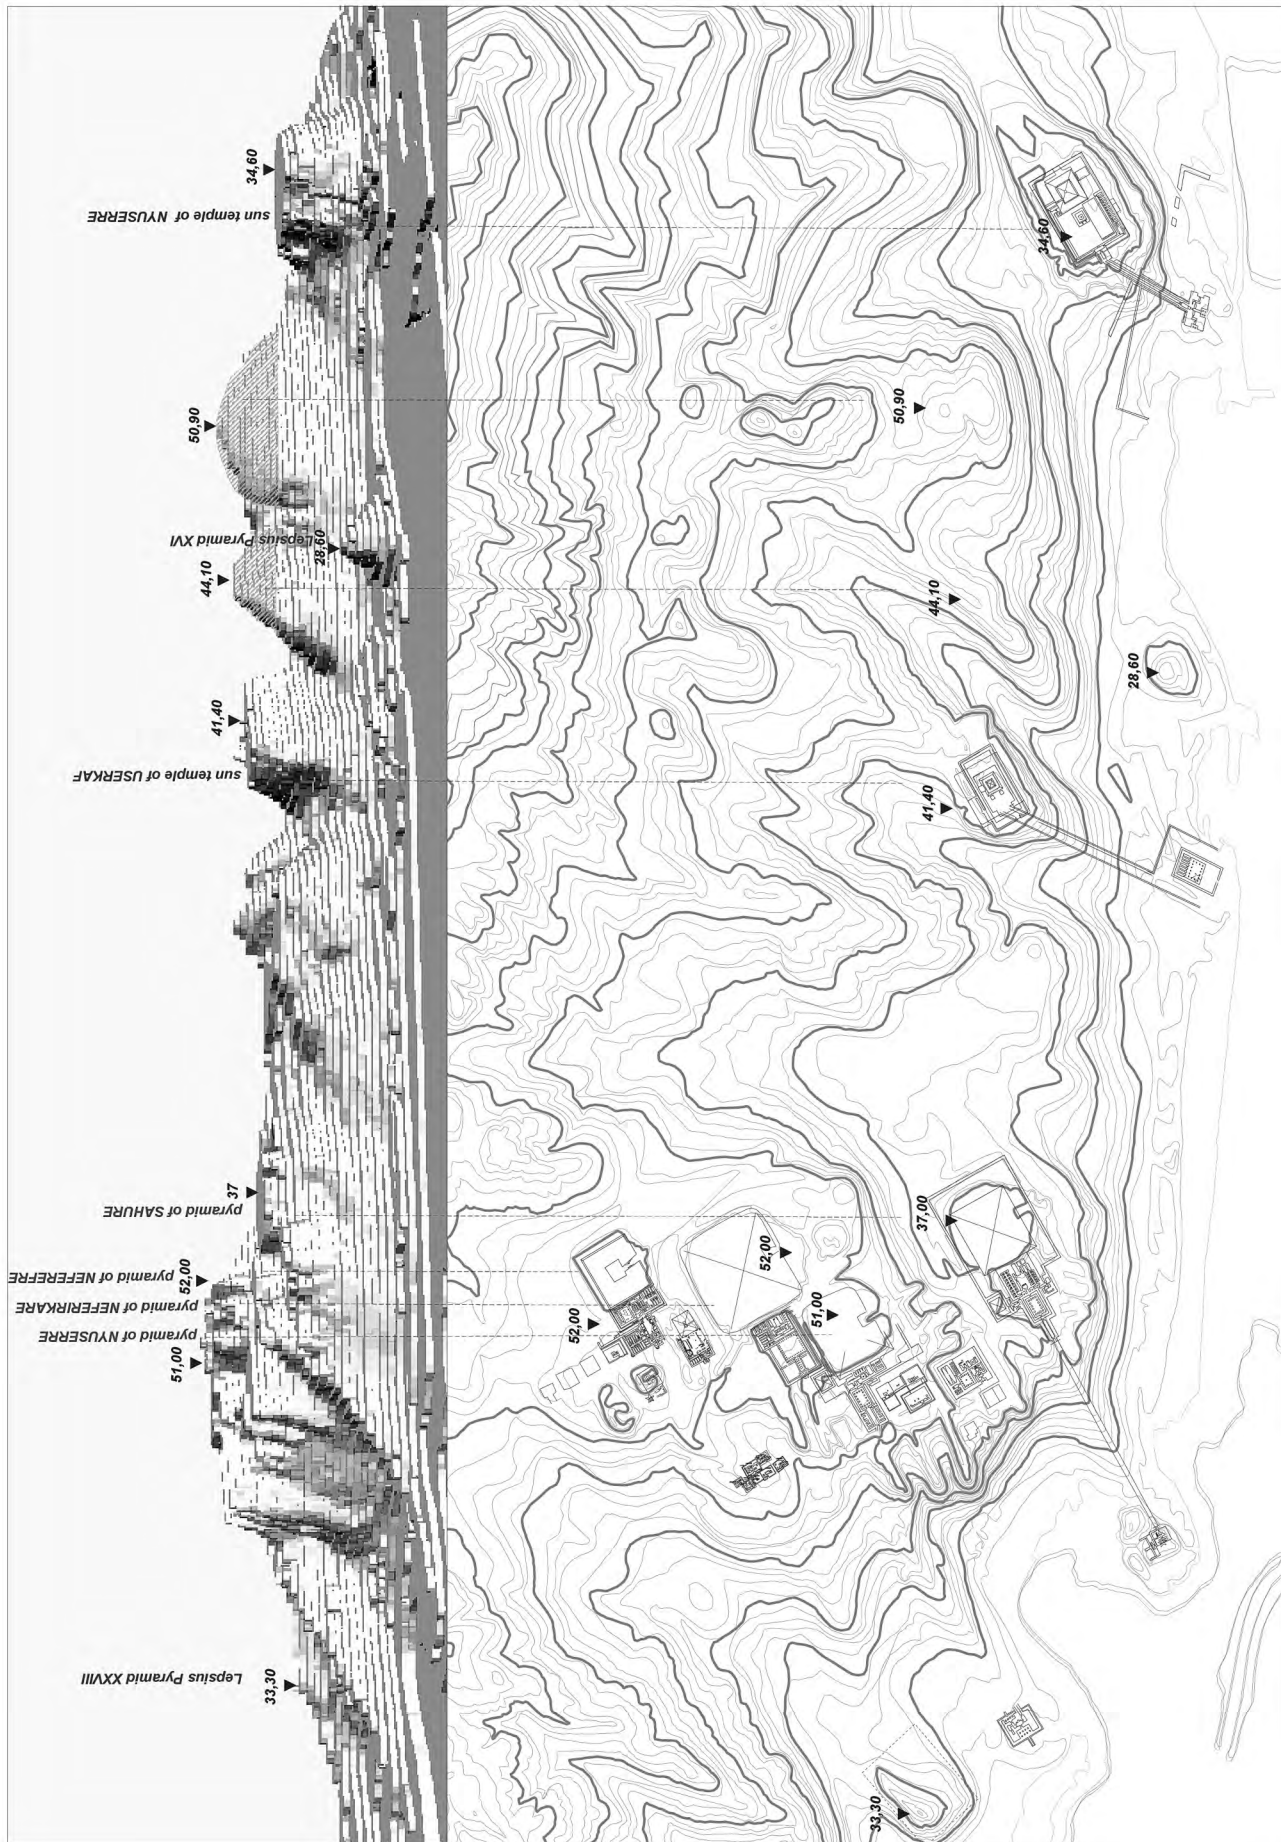 34,60
sun temple of NYUSERRE
50,90
Lepsius Pyramid XVI
28,60
44,10
41,40
sun temple of USERKAF
37
pyramid of SAHURE
52,00
pyramid of NEFEREFRE
pyramid of NEFERIRKARE
pyramid of NYUSERRE
51,00
33,30
Lepsius Pyramid XXVIII
34,60
50,90
44,10
28,60
41,40
37,00
52,00
52,00
51,00
33,30